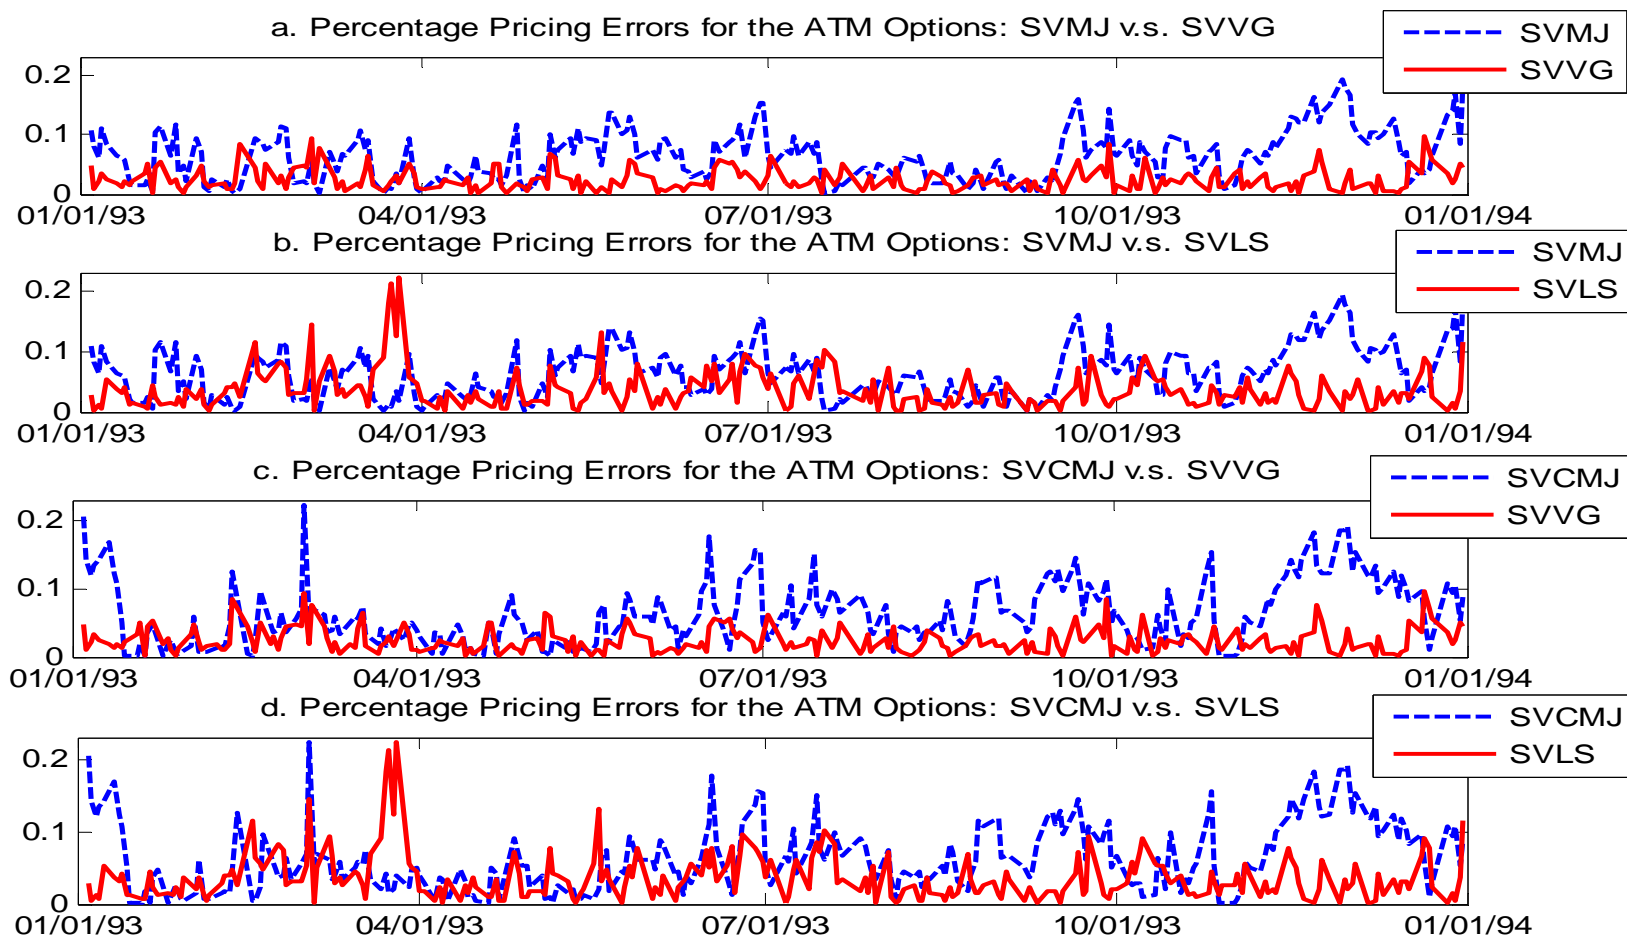 a. Percentage Pricing Errors for the ATM Options: SVMJ v.s. SVVG
SVMJ
SVVG
0.2
0.1
0
01/01/93 04/01/93 07/01/93 10/01/93 01/01/94
b. Percentage Pricing Errors for the ATM Options: SVMJ v.s. SVLS
SVMJ
SVLS
0.2
0.1
0
01/01/93 04/01/93 07/01/93 10/01/93 01/01/94
c. Percentage Pricing Errors for the ATM Options: SVCMJ v.s. SVVG
SVCMJ
SVVG
0.2
0.1
0
01/01/93 04/01/93 07/01/93 10/01/93 01/01/94
d. Percentage Pricing Errors for the ATM Options: SVCMJ v.s. SVLS
SVCMJ
SVLS
0.2
0.1
0
01/01/93 04/01/93 07/01/93 10/01/93 01/01/94